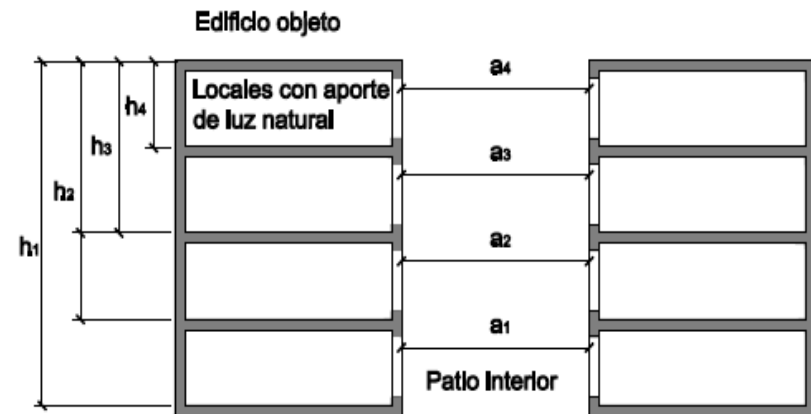 Edificio objeto
Locales con aporte
de luz natural
h4
h3
h2
h1
a4
a3
a2
a1
Patio Interior